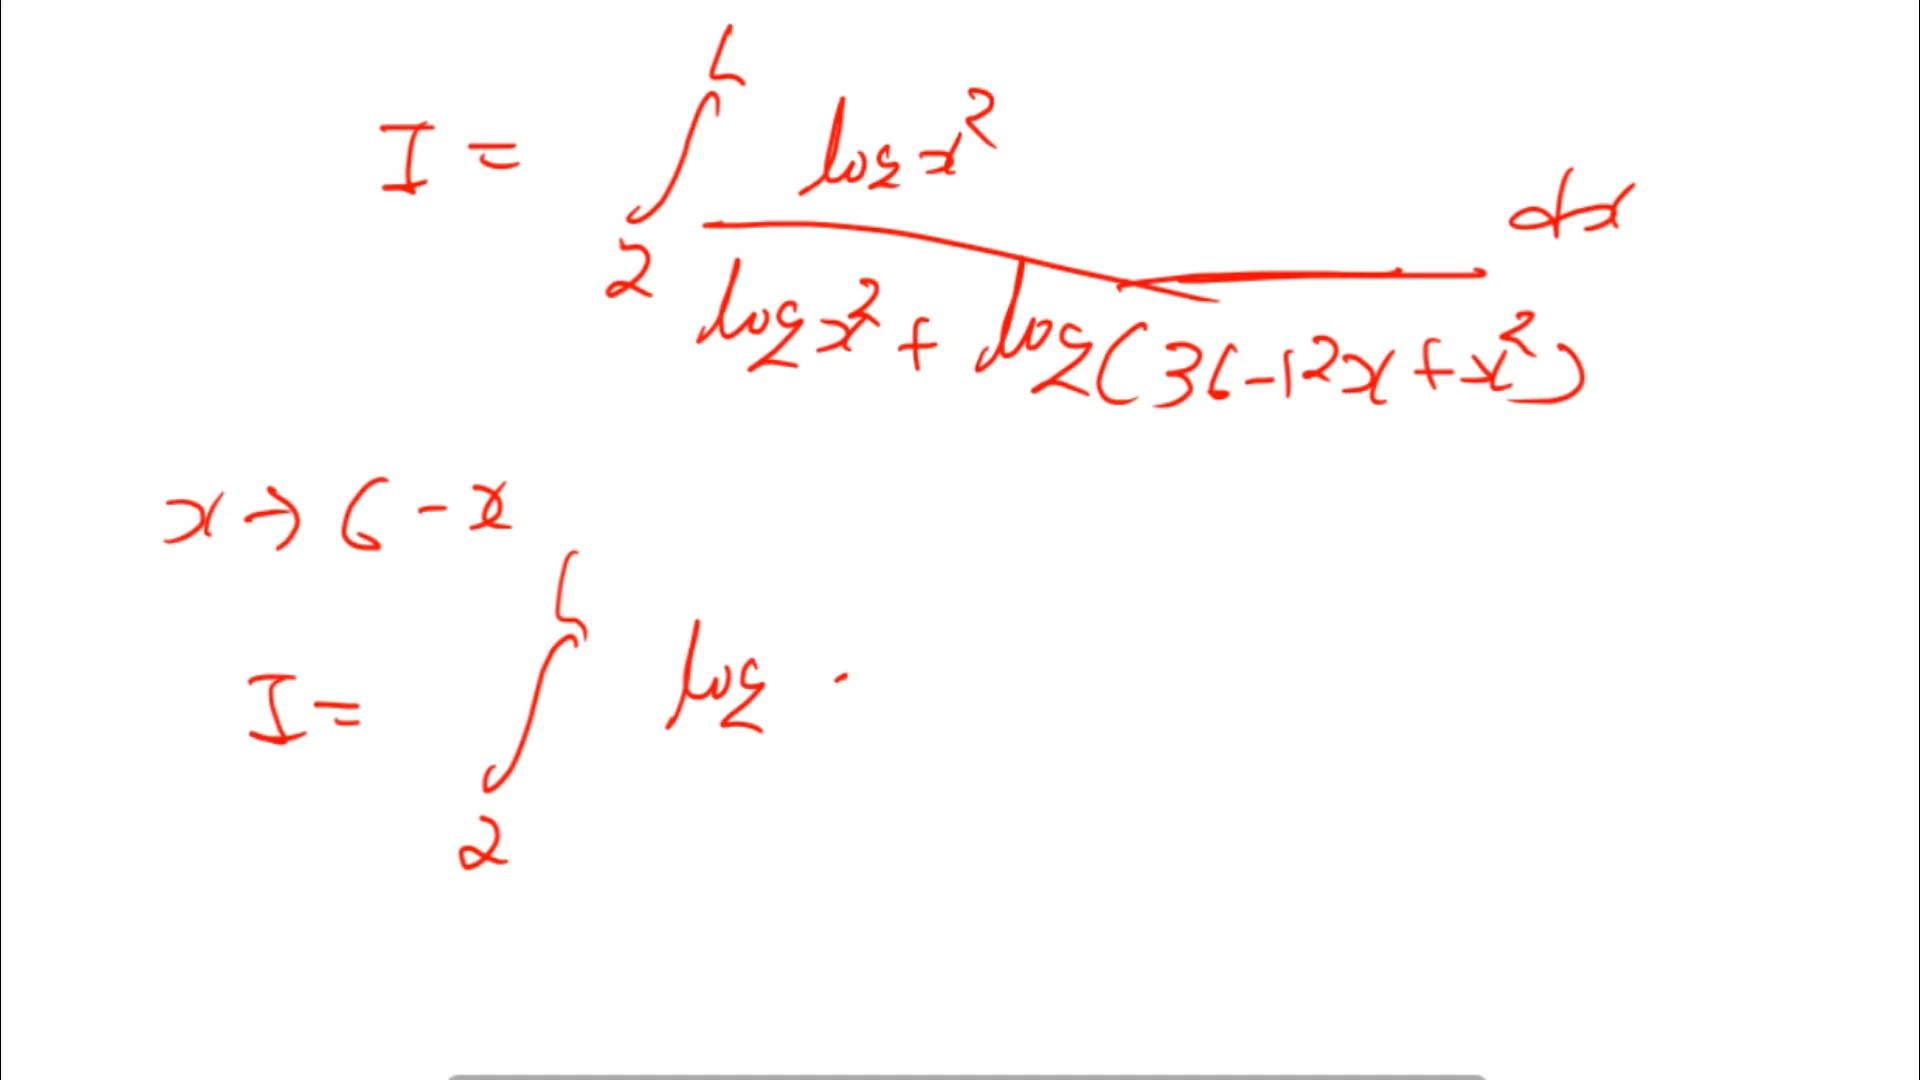 I = ∫₂⁴ log x² / (log x² + log(36-12x+x²)) dx
x → 6 - x
I = ∫₂⁴ log